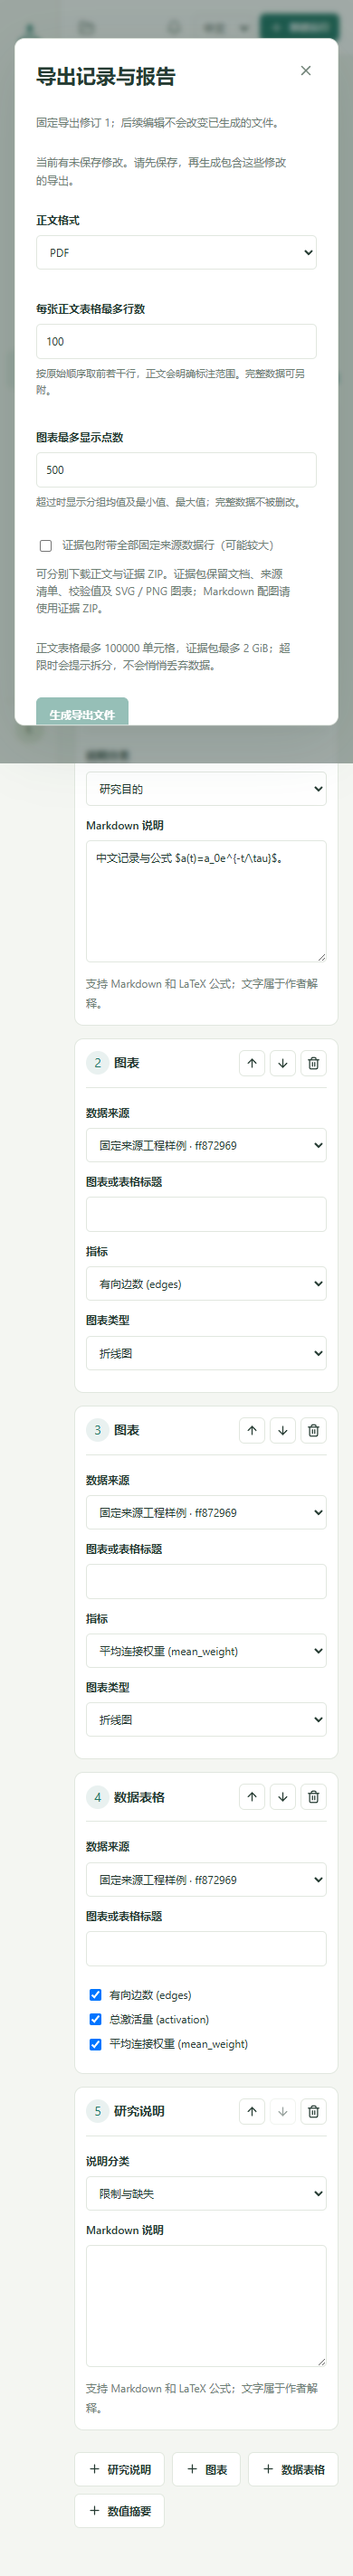 导出记录与报告
固定导出修订 1；后续编辑不会改变已生成的文件。
当前有未保存修改。请先保存，再生成包含这些修改
的导出。
正文格式
PDF
每张正文表格最多行数
100
按原始顺序取前若干行，正文会明确标注范围。完整数据可另
附。
图表最多显示点数
500
超过时显示分组均值及最小值、最大值；完整数据不被删改。
证据包附带全部固定来源数据行（可能较大）
可分别下载正文与证据 ZIP。证据包保留文档、来源
清单、校验值及 SVG / PNG 图表；Markdown 配图请
使用证据 ZIP。
正文表格最多 100000 单元格，证据包最多 2 GiB；超
限时会提示拆分，不会悄悄丢弃数据。
生成导出文件
研究目的
Markdown 说明
中文记录与公式 $a(t)=a_0e^{-t/\tau}$。
支持 Markdown 和 LaTeX 公式；文字属于作者解
释。
2 图表
数据来源
固定来源工程样例 · ff872969
图表或表格标题
指标
有向边数 (edges)
图表类型
折线图
3 图表
数据来源
固定来源工程样例 · ff872969
图表或表格标题
指标
平均连接权重 (mean_weight)
图表类型
折线图
4 数据表格
数据来源
固定来源工程样例 · ff872969
图表或表格标题
有向边数 (edges)
总激活量 (activation)
平均连接权重 (mean_weight)
5 研究说明
说明分类
限制与缺失
Markdown 说明
支持 Markdown 和 LaTeX 公式；文字属于作者解
释。
研究说明
图表
数据表格
数值摘要